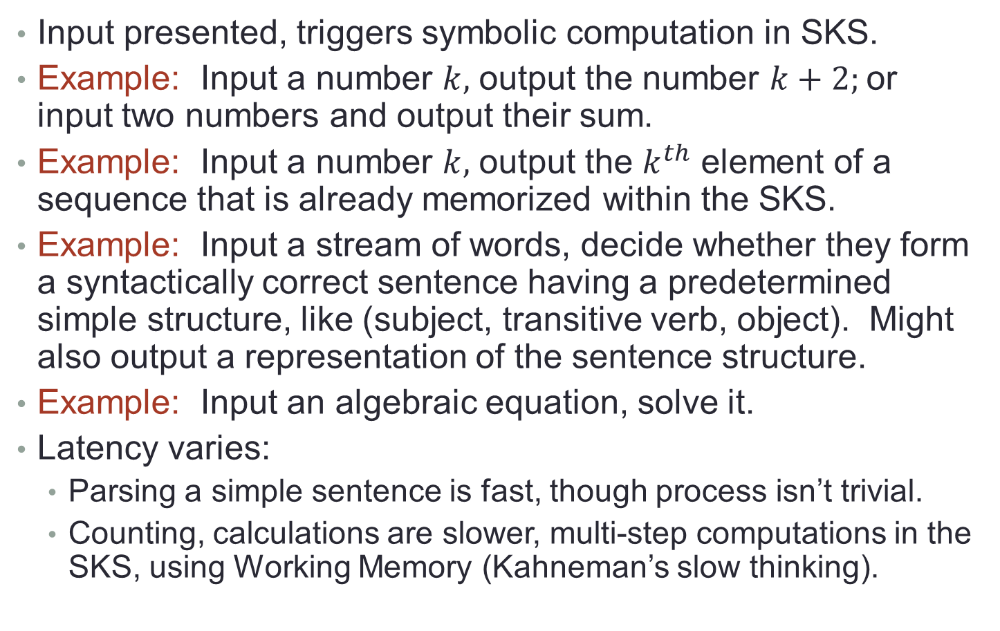 • Input presented, triggers symbolic computation in SKS.
• Example: Input a number k, output the number k + 2; or
input two numbers and output their sum.
• Example: Input a number k, output the k^th element of a
sequence that is already memorized within the SKS.
• Example: Input a stream of words, decide whether they form
a syntactically correct sentence having a predetermined
simple structure, like (subject, transitive verb, object). Might
also output a representation of the sentence structure.
• Example: Input an algebraic equation, solve it.
• Latency varies:
• Parsing a simple sentence is fast, though process isn’t trivial.
• Counting, calculations are slower, multi-step computations in the
SKS, using Working Memory (Kahneman’s slow thinking).